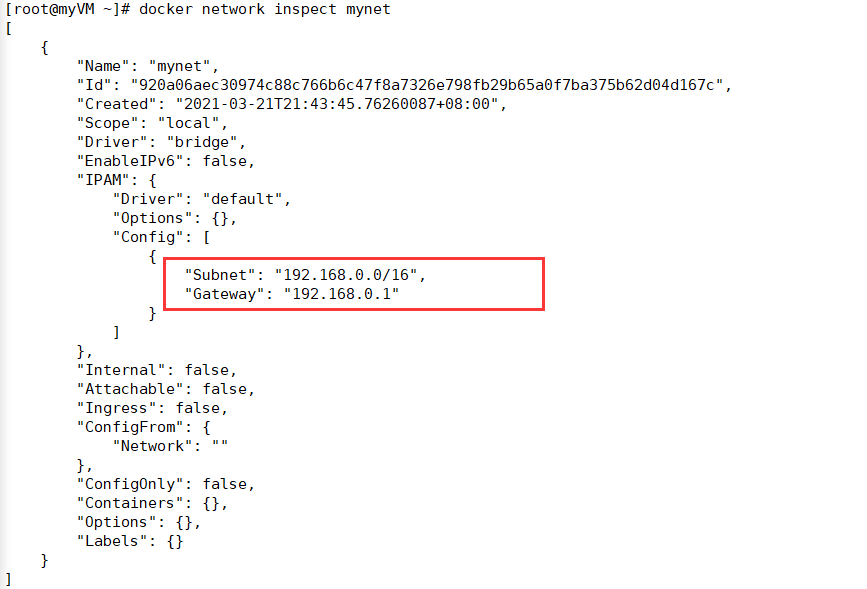 [root@myVM ~]# docker network inspect mynet
[
    {
        "Name": "mynet",
        "Id": "920a06aec30974c88c766b6c47f8a7326e798fb29b65a0f7ba375b62d04d167c",
        "Created": "2021-03-21T21:43:45.76260087+08:00",
        "Scope": "local",
        "Driver": "bridge",
        "EnableIPv6": false,
        "IPAM": {
            "Driver": "default",
            "Options": {},
            "Config": [
                {
                    "Subnet": "192.168.0.0/16",
                    "Gateway": "192.168.0.1"
                }
            ]
        },
        "Internal": false,
        "Attachable": false,
        "Ingress": false,
        "ConfigFrom": {
            "Network": ""
        },
        "ConfigOnly": false,
        "Containers": {},
        "Options": {},
        "Labels": {}
    }
]